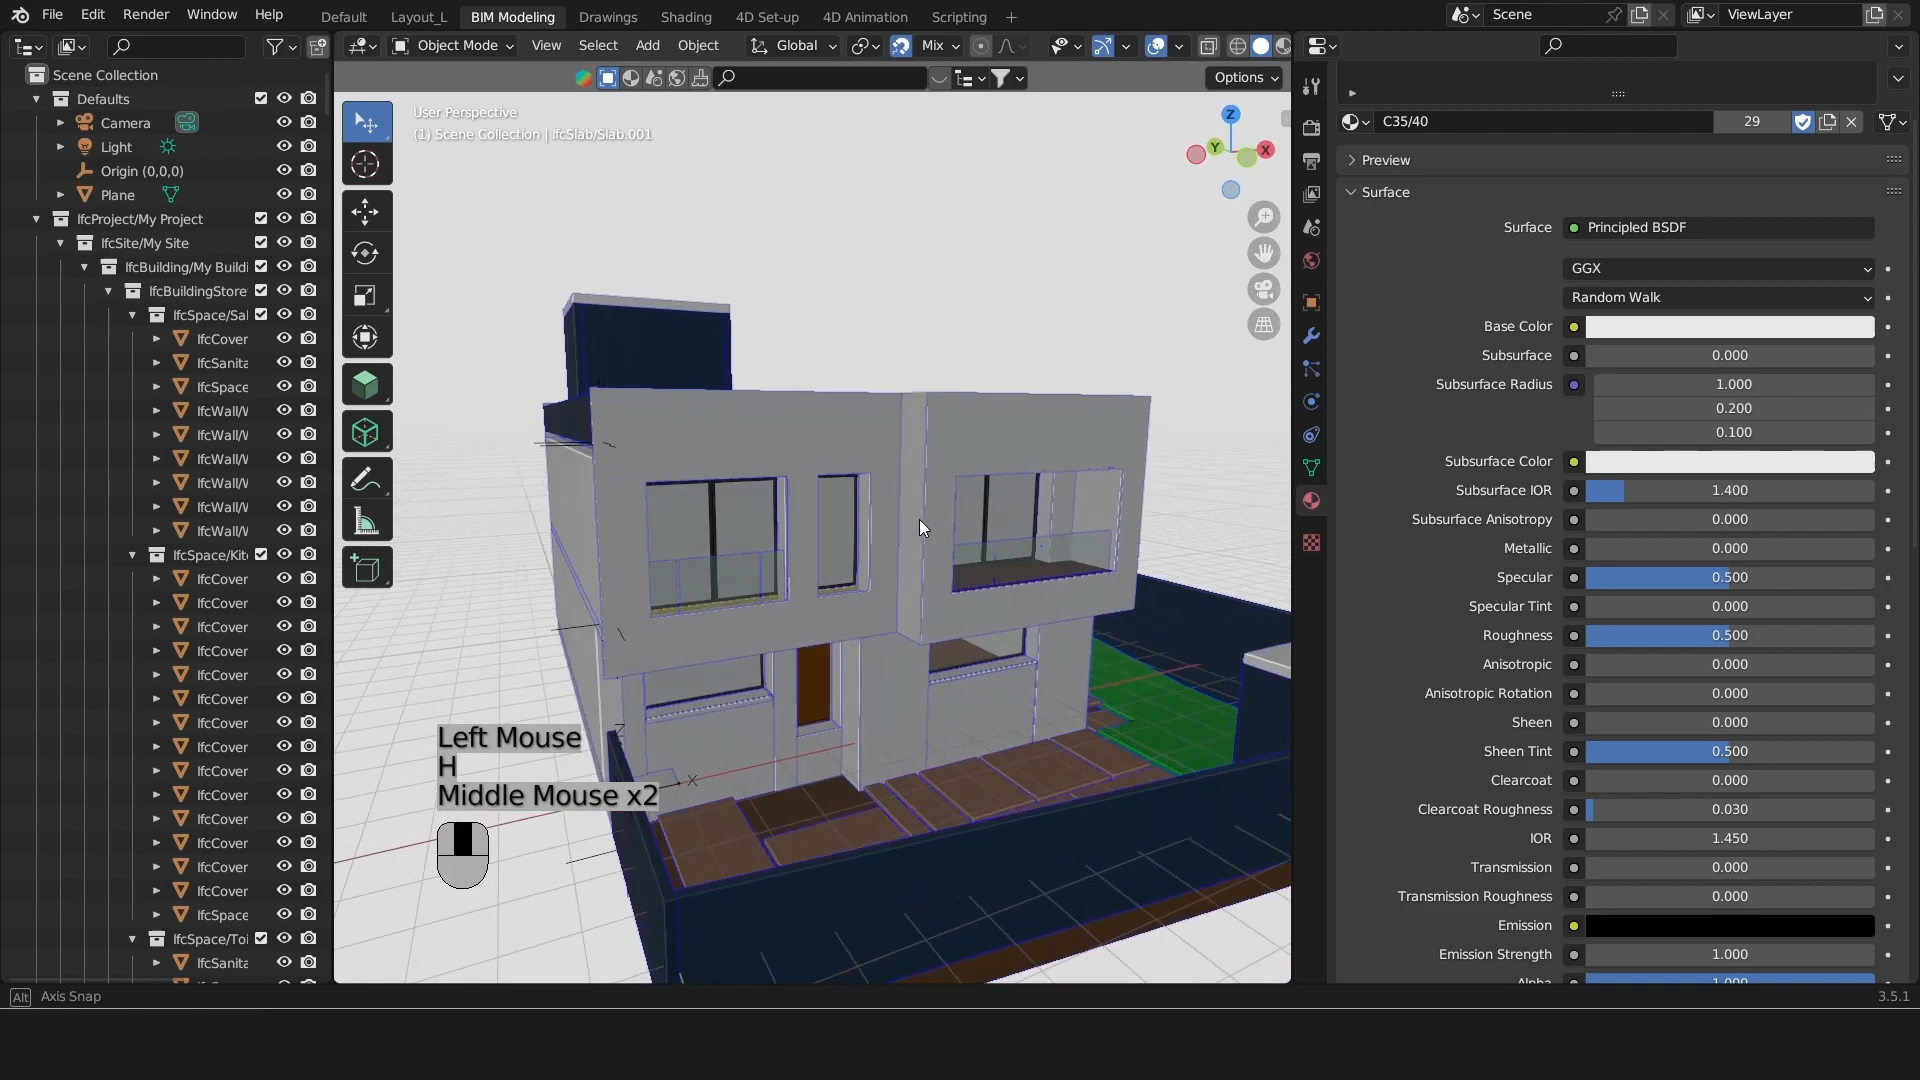 File Edit Render Window Help
Default Layout_L BIM Modeling Drawings Shading 4D Set-up 4D Animation Scripting +
Scene
ViewLayer
Object Mode View Select Add Object Global Mix
Options
Scene Collection
Defaults
Camera
Light
Origin (0,0,0)
Plane
IfcProject/My Project
IfcSite/My Site
IfcBuilding/My Buildi
IfcBuildingStore
IfcSpace/Sal
IfcCover
IfcSanita
IfcSpace
IfcWall/W
IfcWall/W
IfcWall/W
IfcWall/W
IfcWall/W
IfcWall/W
IfcSpace/Kite
IfcCover
IfcCover
IfcCover
IfcCover
IfcCover
IfcCover
IfcCover
IfcCover
IfcCover
IfcCover
IfcCover
IfcCover
IfcCover
IfcCover
IfcSpace
IfcSpace/Toi
IfcSanita
User Perspective
(1) Scene Collection | IfcSlab/Slab.001
Z
Y
X
Z
X
Left Mouse
H
Middle Mouse x2
C35/40 29
Preview
Surface
Surface Principled BSDF
GGX
Random Walk
Base Color
Subsurface 0.000
Subsurface Radius 1.000
0.200
0.100
Subsurface Color
Subsurface IOR 1.400
Subsurface Anisotropy 0.000
Metallic 0.000
Specular 0.500
Specular Tint 0.000
Roughness 0.500
Anisotropic 0.000
Anisotropic Rotation 0.000
Sheen 0.000
Sheen Tint 0.500
Clearcoat 0.000
Clearcoat Roughness 0.030
IOR 1.450
Transmission 0.000
Transmission Roughness 0.000
Emission
Emission Strength 1.000
Alpha 1.000
Alt Axis Snap
3.5.1